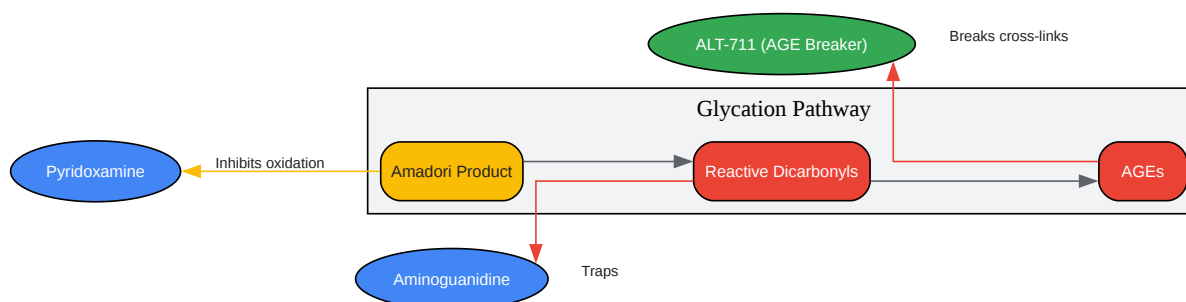 ALT-711 (AGE Breaker)
Breaks cross-links
Glycation Pathway
Pyridoxamine
Inhibits oxidation
Amadori Product
Reactive Dicarbonyls
AGEs
Aminoguanidine
Traps